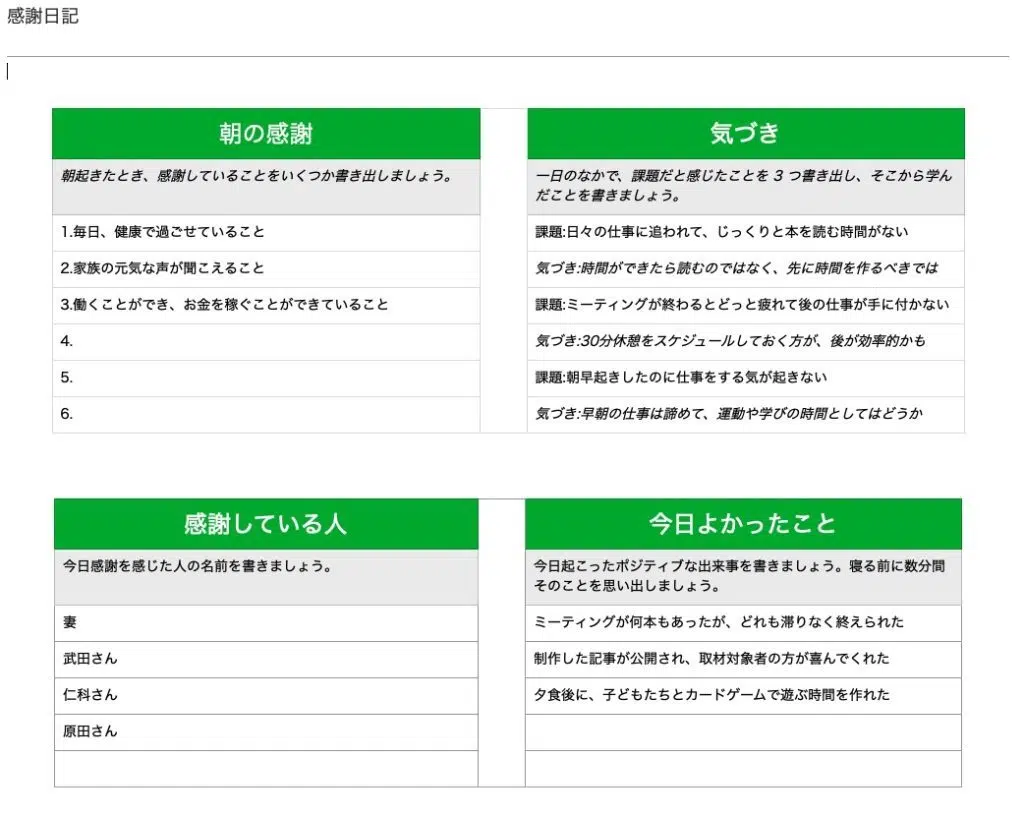 感謝日記
朝の感謝
朝起きたとき、感謝していることをいくつか書き出しましょう。
1.毎日、健康で過ごせていること
2.家族の元気な声が聞こえること
3.働くことができ、お金を稼ぐことができていること
4.
5.
6.
気づき
一日のなかで、課題だと感じたことを 3 つ書き出し、そこから学ん
だことを書きましょう。
課題:日々の仕事に追われて、じっくりと本を読む時間がない
気づき:時間ができたら読むのではなく、先に時間を作るべきでは
課題:ミーティングが終わるとどっと疲れて後の仕事が手に付かない
気づき:30分休憩をスケジュールしておく方が、後が効率的かも
課題:朝早起きしたのに仕事をする気が起きない
気づき:早朝の仕事は諦めて、運動や学びの時間としてはどうか
感謝している人
今日感謝を感じた人の名前を書きましょう。
妻
武田さん
仁科さん
原田さん
今日よかったこと
今日起こったポジティブな出来事を書きましょう。寝る前に数分間
そのことを思い出しましょう。
ミーティングが何本もあったが、どれも滞りなく終えられた
制作した記事が公開され、取材対象者の方が喜んでくれた
夕食後に、子どもたちとカードゲームで遊ぶ時間を作れた